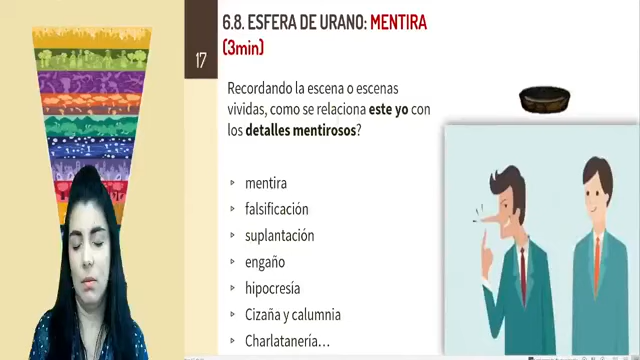 6.8. ESFERA DE URANO: MENTIRA
(3min)
17
Recordando la escena o escenas
vividas, como se relaciona este yo con
los detalles mentirosos?
mentira
falsificación
suplantación
engaño
hipocresía
Cizaña y calumnia
Charlatanería...